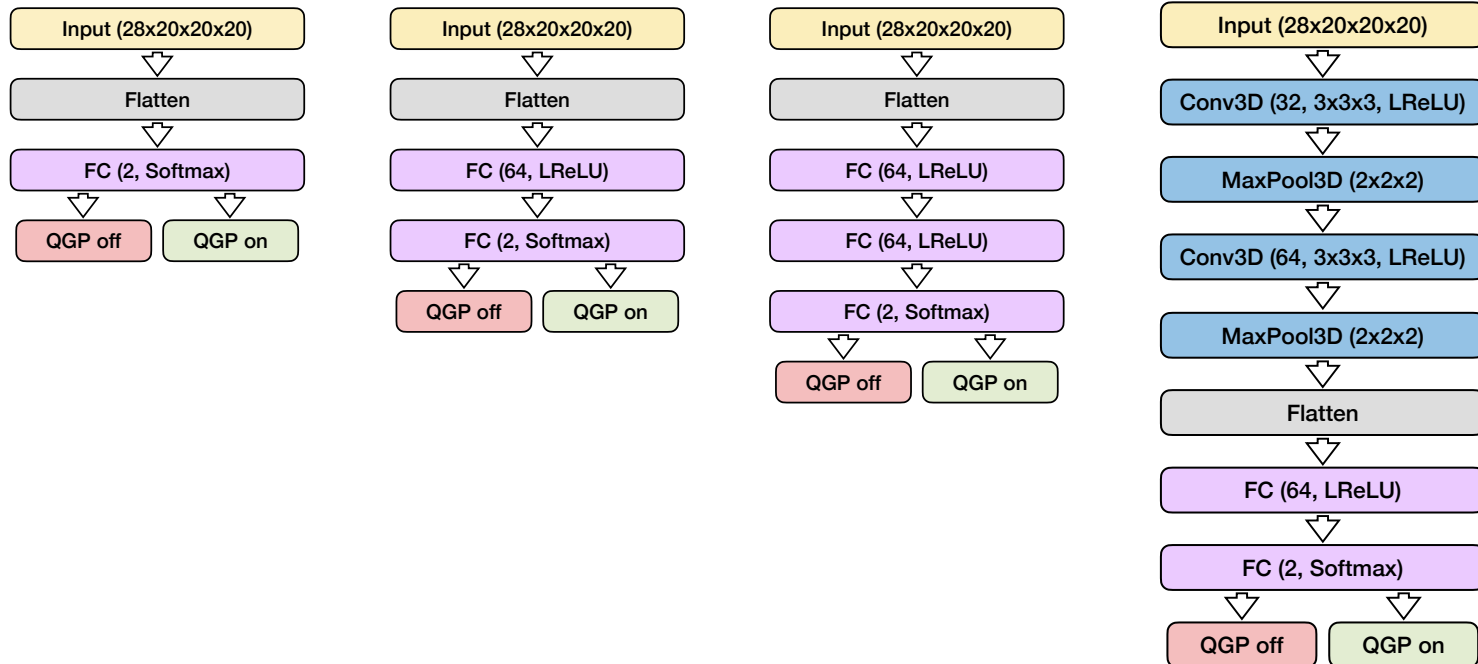 Input (28x20x20x20)
Flatten
FC (2, Softmax)
QGP off
QGP on
Input (28x20x20x20)
Flatten
FC (64, LReLU)
FC (2, Softmax)
QGP off
QGP on
Input (28x20x20x20)
Flatten
FC (64, LReLU)
FC (64, LReLU)
FC (2, Softmax)
QGP off
QGP on
Input (28x20x20x20)
Conv3D (32, 3x3x3, LReLU)
MaxPool3D (2x2x2)
Conv3D (64, 3x3x3, LReLU)
MaxPool3D (2x2x2)
Flatten
FC (64, LReLU)
FC (2, Softmax)
QGP off
QGP on